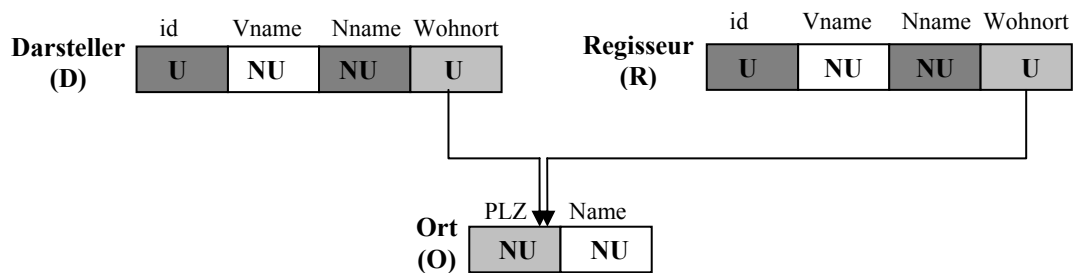 id Vname Nname Wohnort
Darsteller
(D)
U NU NU U
id Vname Nname Wohnort
Regisseur
(R)
U NU NU U
PLZ Name
Ort
(O)
NU NU